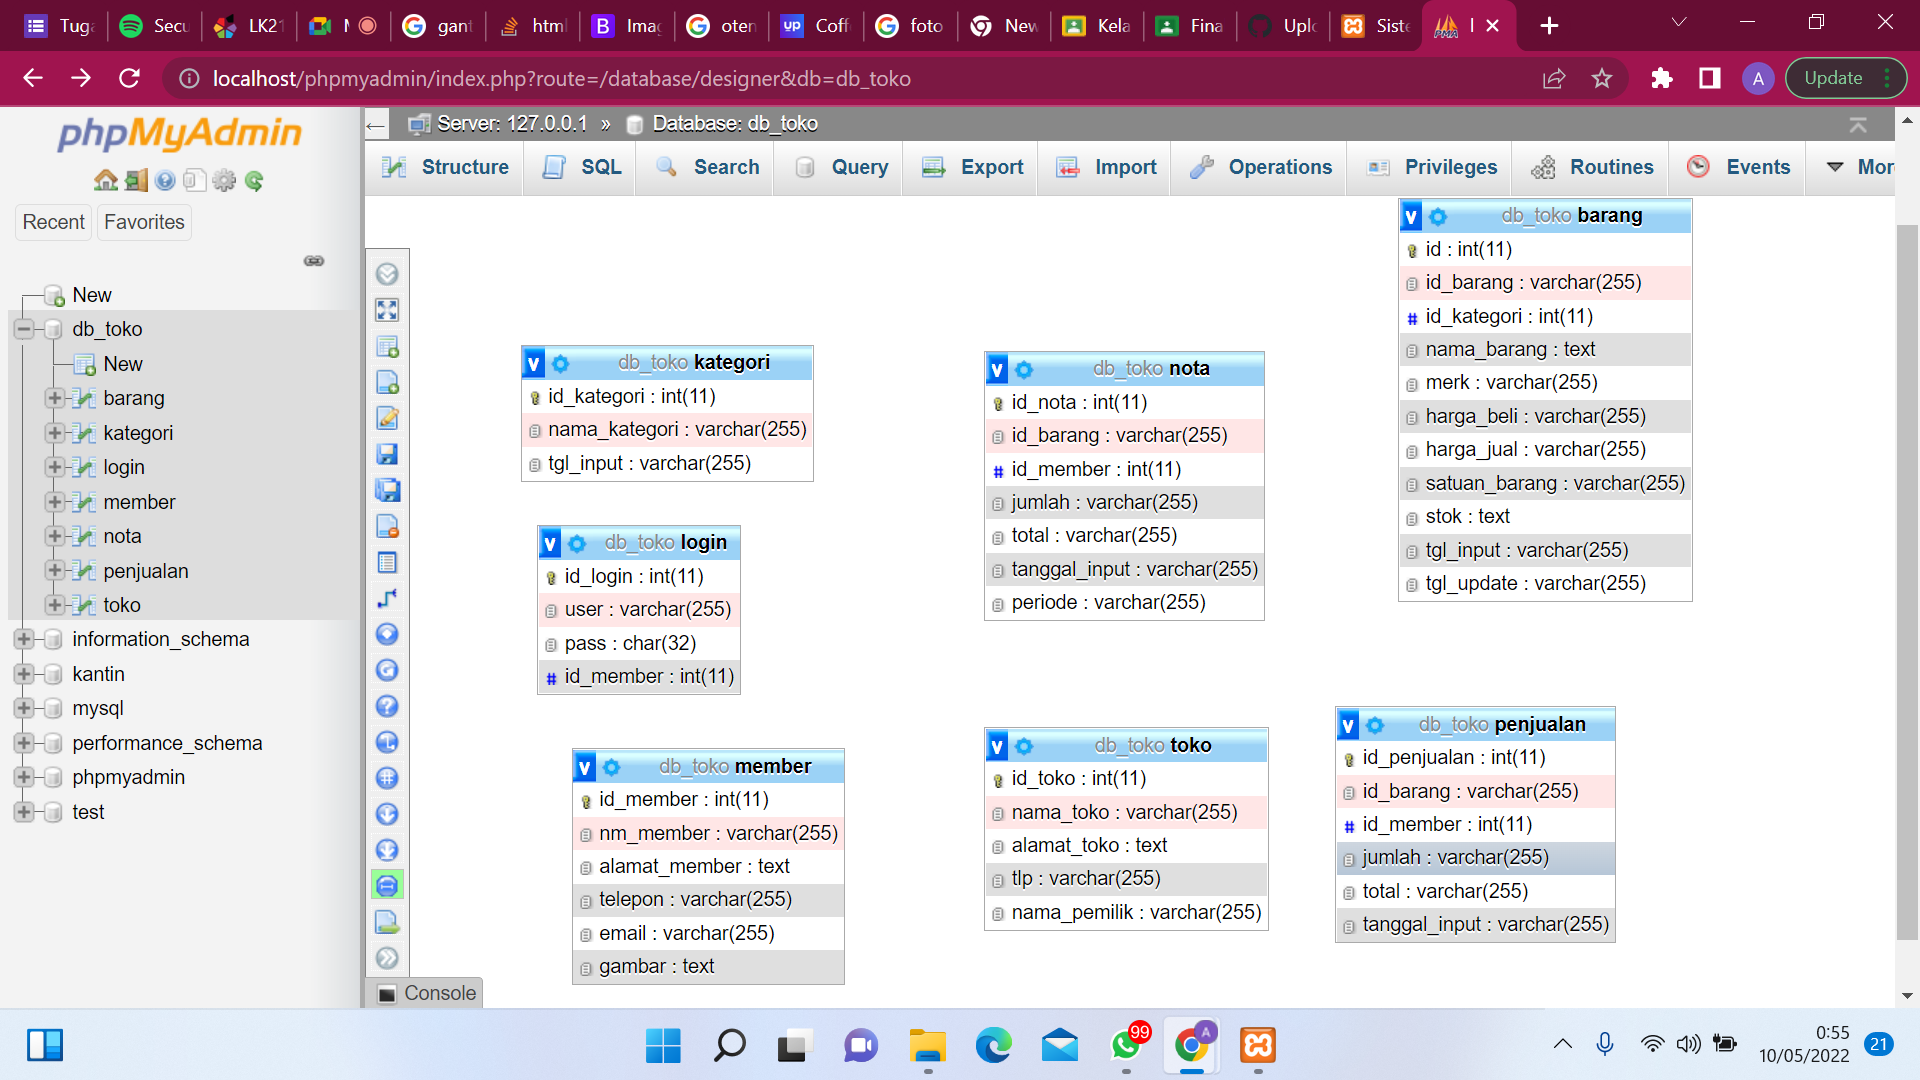 Tuga
Secu
LK21
M
gant
html
Imag
oten
up
Coff
foto
New
Kela
Fina
Uplo
Siste
localhost/phpmyadmin/index.php?route=/database/designer&db=db_toko
A
Update
phpMyAdmin
Recent
Favorites
New
db_toko
New
barang
kategori
login
member
nota
penjualan
toko
information_schema
kantin
mysql
performance_schema
phpmyadmin
test
Server: 127.0.0.1 » Database: db_toko
Structure
SQL
Search
Query
Export
Import
Operations
Privileges
Routines
Events
Mor
db_toko kategori
id_kategori : int(11)
nama_kategori : varchar(255)
tgl_input : varchar(255)
db_toko login
id_login : int(11)
user : varchar(255)
pass : char(32)
id_member : int(11)
db_toko member
id_member : int(11)
nm_member : varchar(255)
alamat_member : text
telepon : varchar(255)
email : varchar(255)
gambar : text
db_toko nota
id_nota : int(11)
id_barang : varchar(255)
id_member : int(11)
jumlah : varchar(255)
total : varchar(255)
tanggal_input : varchar(255)
periode : varchar(255)
db_toko toko
id_toko : int(11)
nama_toko : varchar(255)
alamat_toko : text
tlp : varchar(255)
nama_pemilik : varchar(255)
db_toko barang
id : int(11)
id_barang : varchar(255)
id_kategori : int(11)
nama_barang : text
merk : varchar(255)
harga_beli : varchar(255)
harga_jual : varchar(255)
satuan_barang : varchar(255)
stok : text
tgl_input : varchar(255)
tgl_update : varchar(255)
db_toko penjualan
id_penjualan : int(11)
id_barang : varchar(255)
id_member : int(11)
jumlah : varchar(255)
total : varchar(255)
tanggal_input : varchar(255)
Console
99
A
0:55
10/05/2022
21